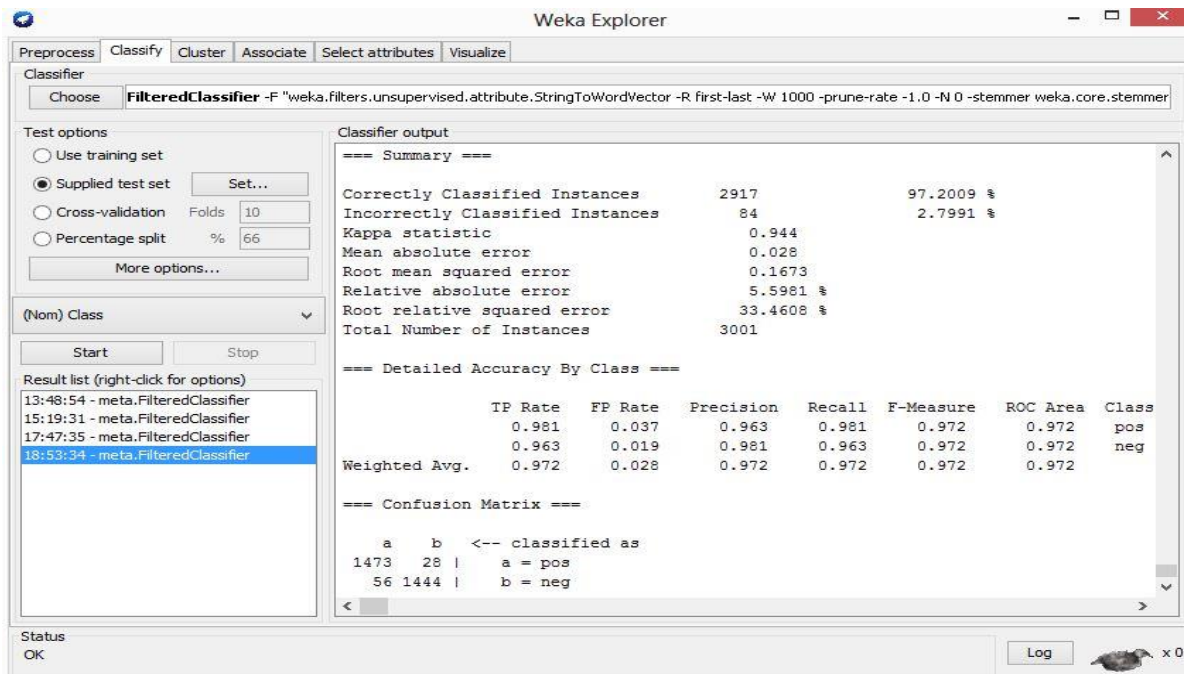 Weka Explorer
Preprocess Classify Cluster Associate Select attributes Visualize
Classifier
Choose FilteredClassifier -F "weka.filters.unsupervised.attribute.StringToWordVector -R first-last -W 1000 -prune-rate -1.0 -N 0 -stemmer weka.core.stemmer
Test options
Use training set
Supplied test set Set...
Cross-validation Folds 10
Percentage split % 66
More options...
(Nom) Class
Start Stop
Result list (right-click for options)
13:48:54 - meta.FilteredClassifier
15:19:31 - meta.FilteredClassifier
17:47:35 - meta.FilteredClassifier
18:53:34 - meta.FilteredClassifier
Classifier output
=== Summary ===
Correctly Classified Instances 2917 97.2009 %
Incorrectly Classified Instances 84 2.7991 %
Kappa statistic 0.944
Mean absolute error 0.028
Root mean squared error 0.1673
Relative absolute error 5.5981 %
Root relative squared error 33.4608 %
Total Number of Instances 3001
=== Detailed Accuracy By Class ===
TP Rate FP Rate Precision Recall F-Measure ROC Area Class
0.981 0.037 0.963 0.981 0.972 0.972 pos
0.963 0.019 0.981 0.963 0.972 0.972 neg
Weighted Avg. 0.972 0.028 0.972 0.972 0.972 0.972
=== Confusion Matrix ===
a b <-- classified as
1473 28 | a = pos
56 1444 | b = neg
Status
OK
Log x 0